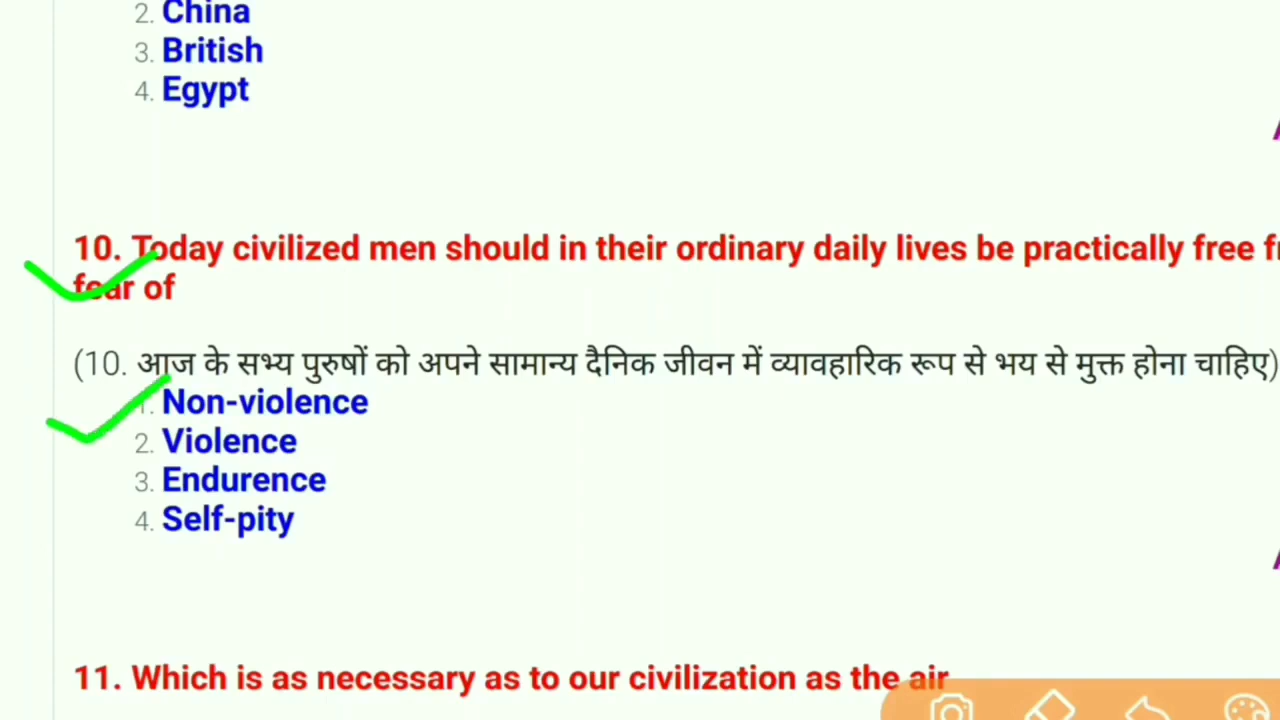 2. China
3. British
4. Egypt
10. Today civilized men should in their ordinary daily lives be practically free
fear of
(10. आज के सभ्य पुरुषों को अपने सामान्य दैनिक जीवन में व्यावहारिक रूप से भय से मुक्त होना चाहिए)
1. Non-violence
2. Violence
3. Endurence
4. Self-pity
11. Which is as necessary as to our civilization as the air